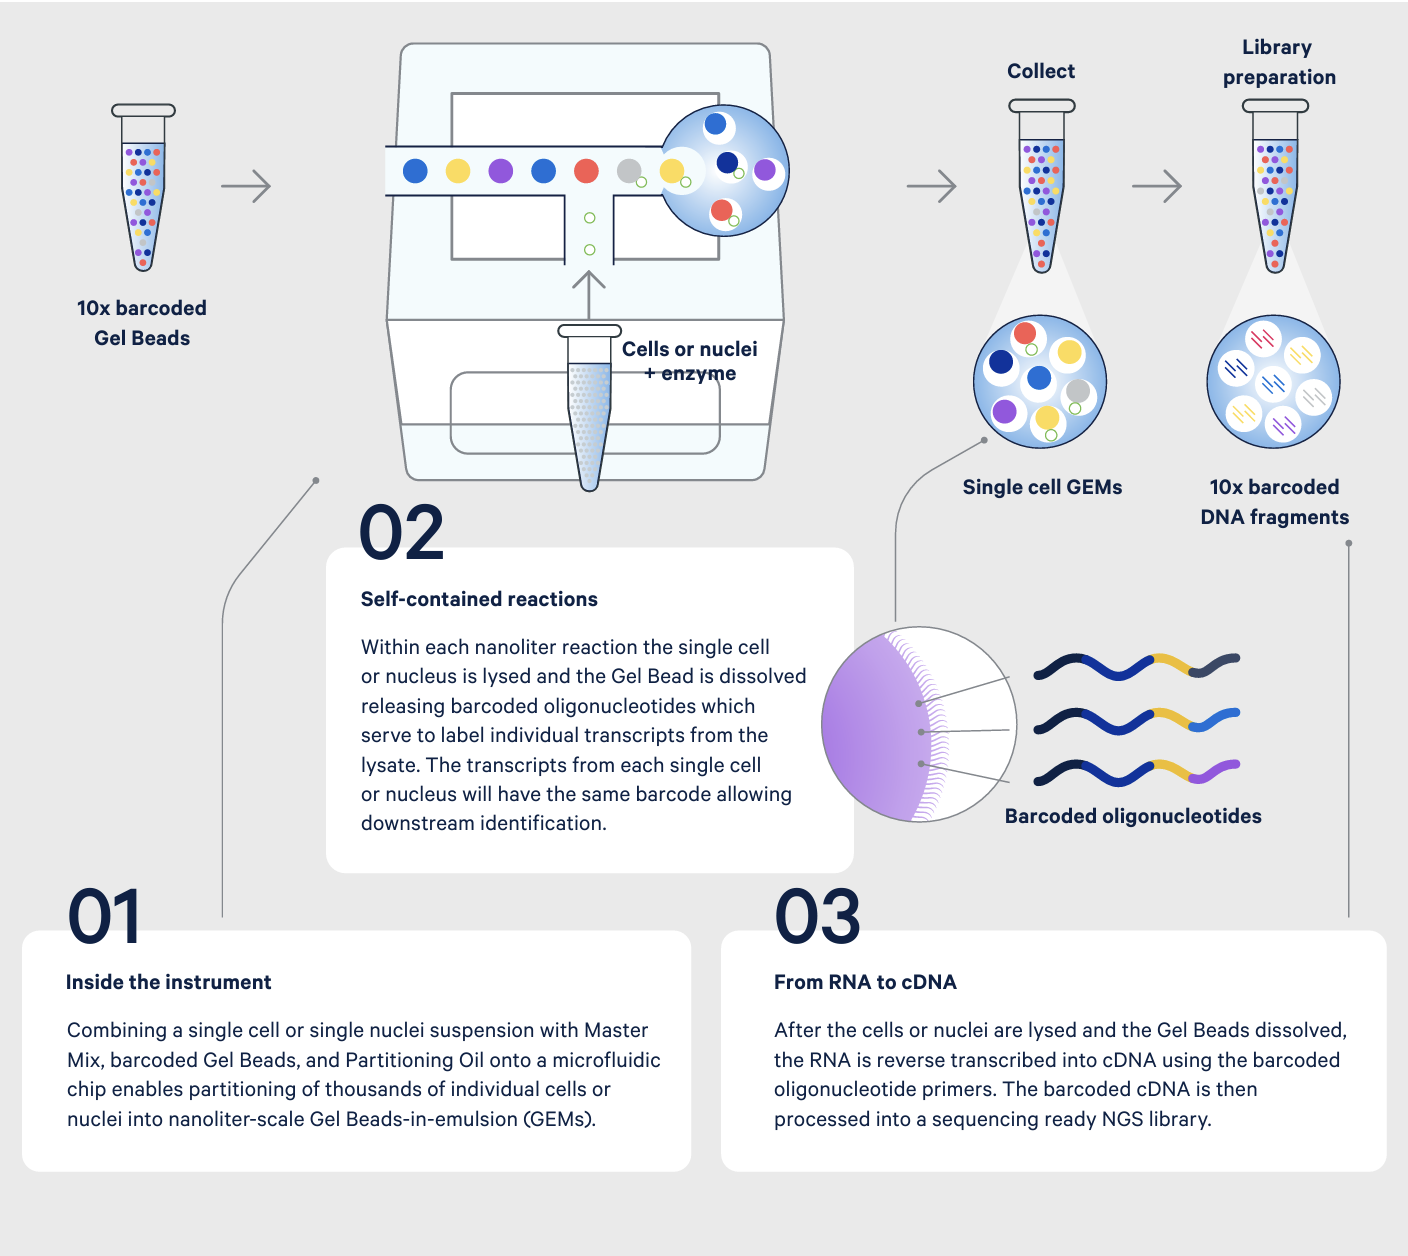 10x barcoded
Gel Beads
Cells or nuclei
+ enzyme
Collect
Library
preparation
Single cell GEMs
10x barcoded
DNA fragments
02
Self-contained reactions
Within each nanoliter reaction the single cell
or nucleus is lysed and the Gel Bead is dissolved
releasing barcoded oligonucleotides which
serve to label individual transcripts from the
lysate. The transcripts from each single cell
or nucleus will have the same barcode allowing
downstream identification.
Barcoded oligonucleotides
01
Inside the instrument
Combining a single cell or single nuclei suspension with Master
Mix, barcoded Gel Beads, and Partitioning Oil onto a microfluidic
chip enables partitioning of thousands of individual cells or
nuclei into nanoliter-scale Gel Beads-in-emulsion (GEMs).
03
From RNA to cDNA
After the cells or nuclei are lysed and the Gel Beads dissolved,
the RNA is reverse transcribed into cDNA using the barcoded
oligonucleotide primers. The barcoded cDNA is then
processed into a sequencing ready NGS library.